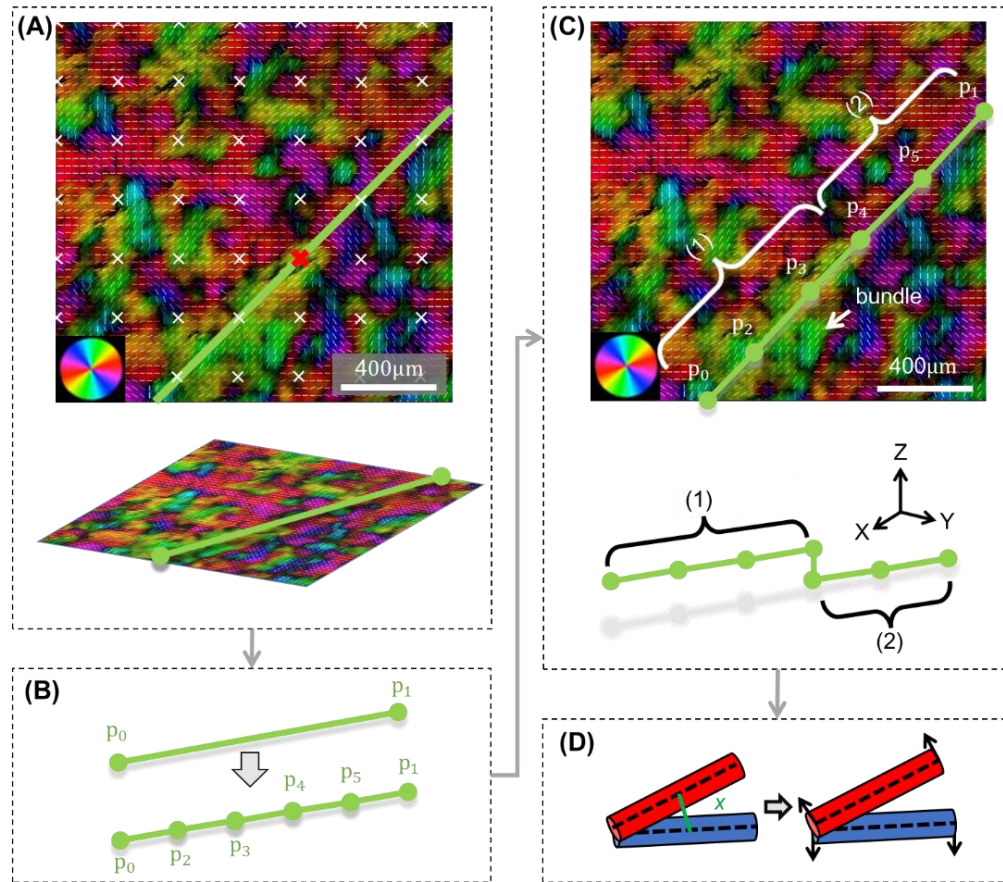 (A)
400µm
(B)
p₀
p₁
p₀
p₂
p₃
p₄
p₅
p₁
(C)
p₁
(2)
p₅
p₄
(1)
p₃
bundle
p₂
p₀
400µm
(1)
Z
X
Y
(2)
(D)
x